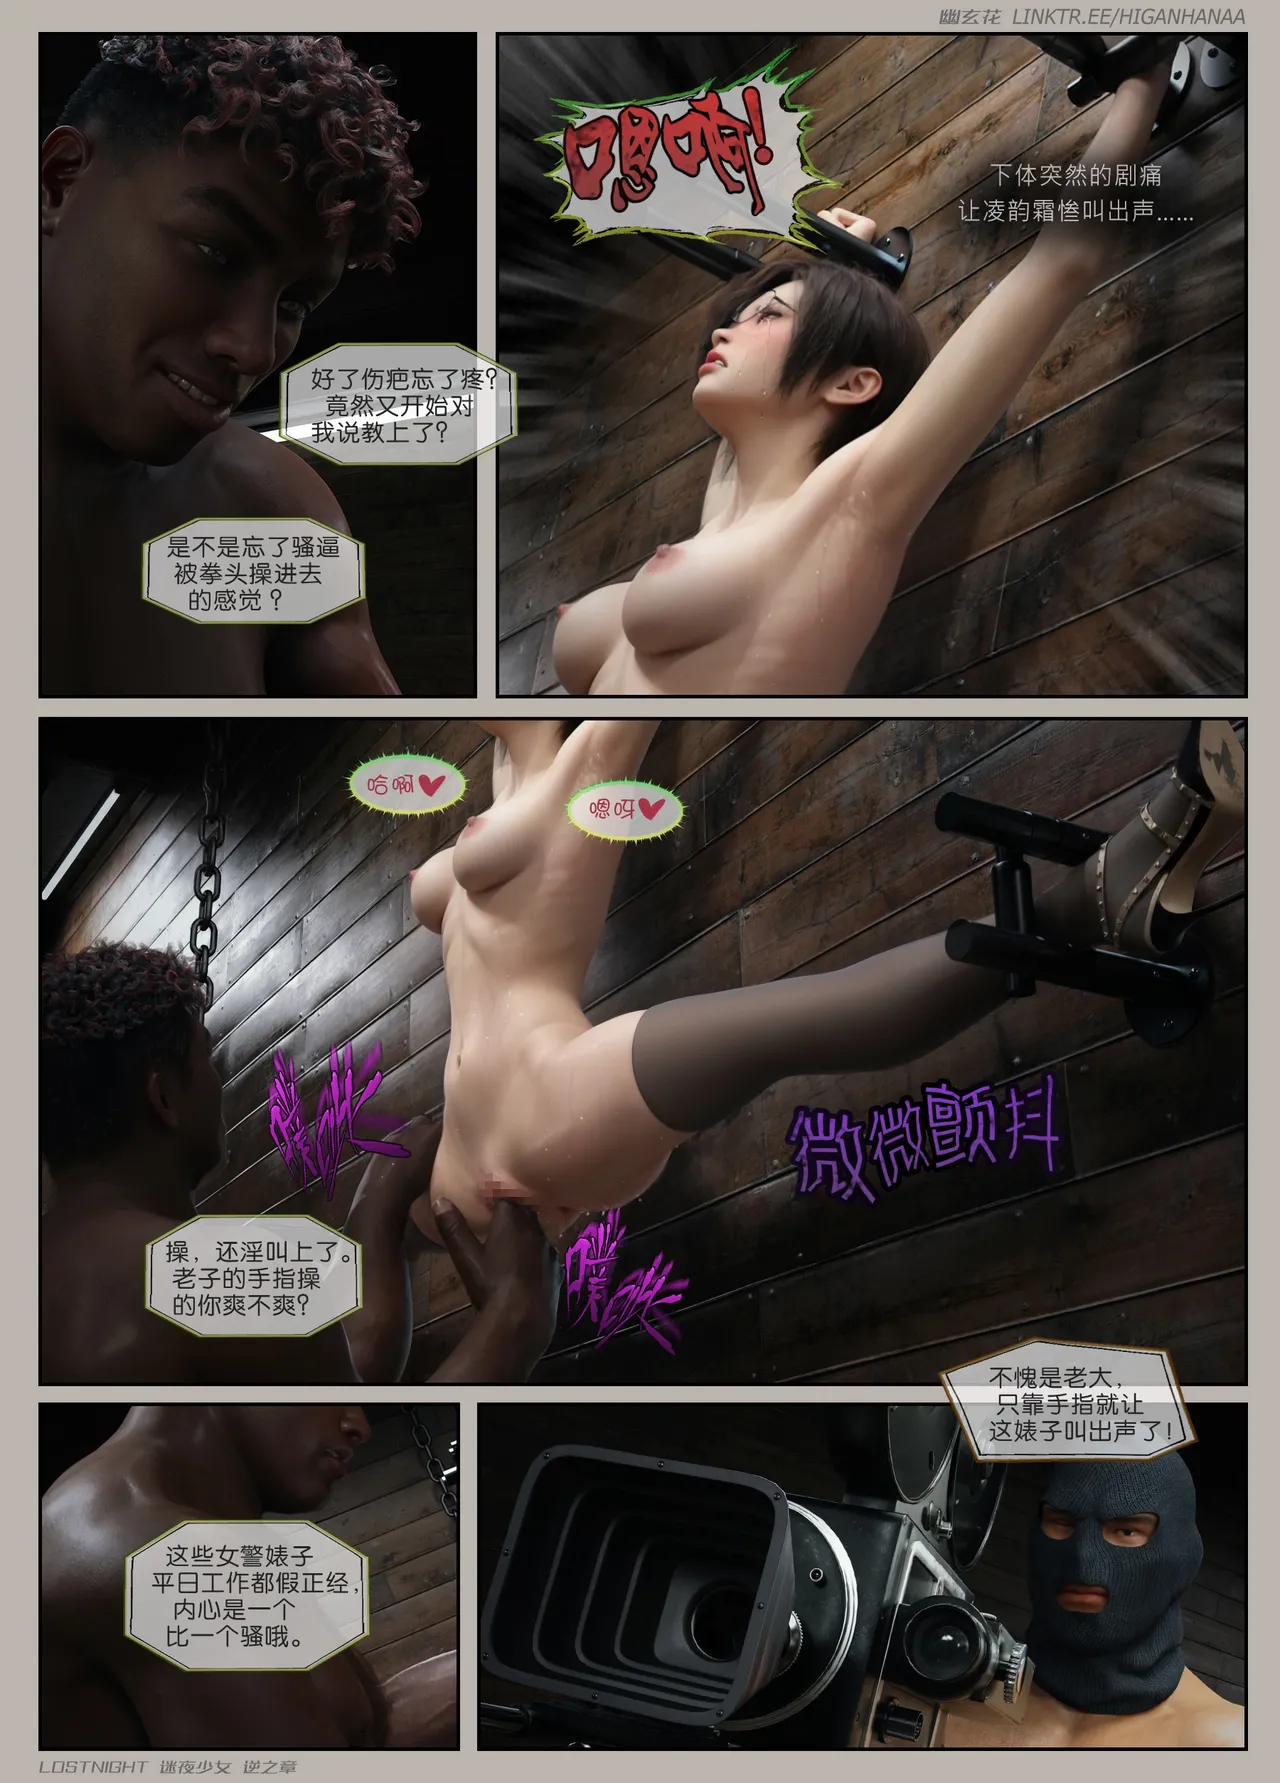 幽玄花 LINKTR.EE/HIGANHANAA
好了伤疤忘了疼？
竟然又开始对
我说教上了？
是不是忘了骚逼
被拳头操进去
的感觉？
下体突然的剧痛
让凌韵霜惨叫出声……
哈啊♥
嗯呀♥
噗呲
微微颤抖
噗呲
操，还淫叫上了。
老子的手指操
的你爽不爽？
不愧是老大，
只靠手指就让
这婊子叫出声了！
这些女警婊子
平日工作都假正经，
内心是一个
比一个骚哦。
LOSTNIGHT 迷夜少女 逆之章